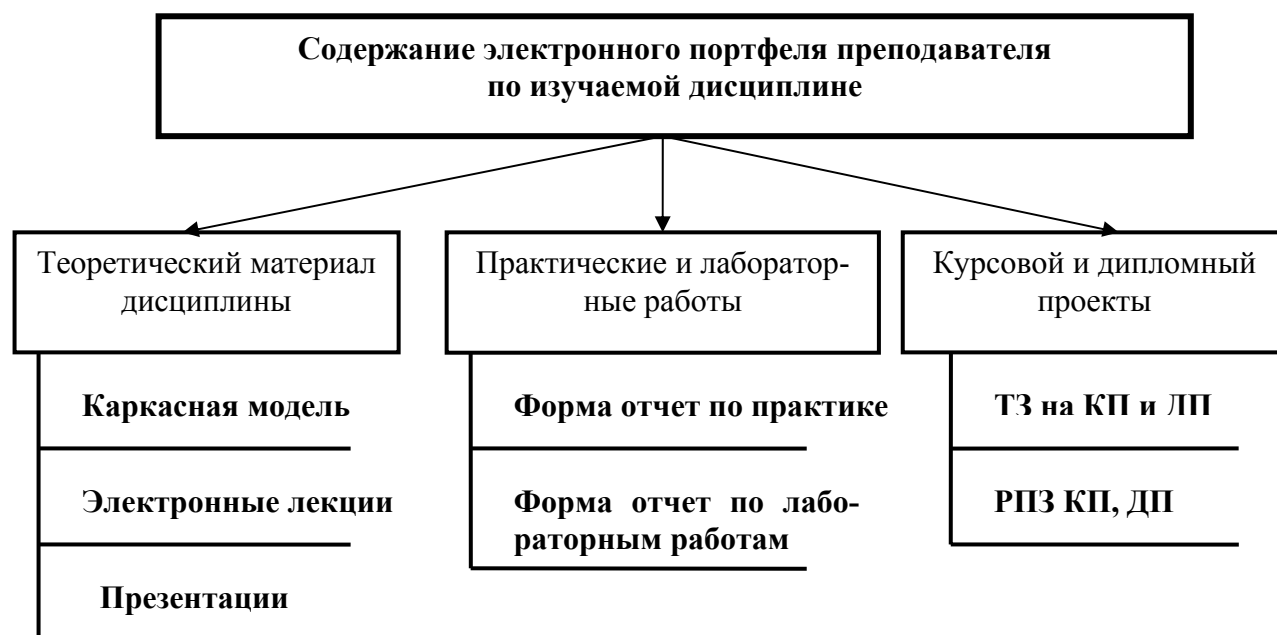 Содержание электронного портфеля преподавателя
по изучаемой дисциплине
Теоретический материал
дисциплины
Каркасная модель
Электронные лекции
Презентации
Практические и лаборатор-
ные работы
Форма отчет по практике
Форма отчет по лабо-
раторным работам
Курсовой и дипломный
проекты
ТЗ на КП и ДП
РПЗ КП, ДП